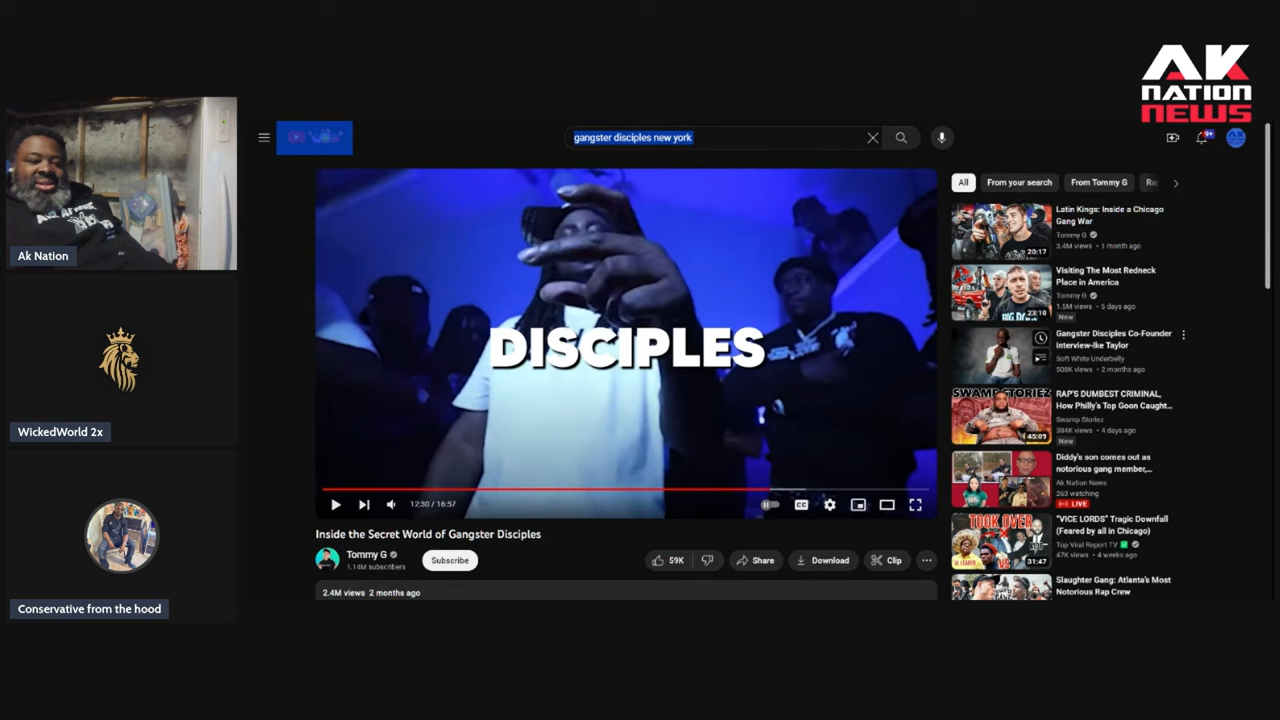 AK
NATION
NEWS
gangster disciples new york
9+
All
From your search
From Tommy G
Ak Nation
DISCIPLES
Latin Kings: Inside a Chicago
Gang War
Tommy G
3.4M views • 1 month ago
20:17
Visiting The Most Redneck
Place in America
Tommy G
1.5M views • 5 days ago
New
23:10
Gangster Disciples Co-Founder
Interview-Ike Taylor
Soft White Underbelly
508K views • 2 months ago
WickedWorld 2x
SWAMP STORIEZ
RAP'S DUMBEST CRIMINAL,
How Philly's Top Goon Caught...
Swamp Storiez
384K views • 4 days ago
New
45:09
Diddy's son comes out as
notorious gang member,...
Ak Nation News
263 watching
LIVE
12:30 / 16:57
CC
Inside the Secret World of Gangster Disciples
Tommy G
1.14M subscribers
Subscribe
59K
Share
Download
Clip
TOOK OVER
"VICE LORDS" Tragic Downfall
(Feared by all in Chicago)
Top Viral Report TV
47K views • 4 weeks ago
31:47
Slaughter Gang: Atlanta's Most
Notorious Rap Crew
2.4M views 2 months ago
Conservative from the hood